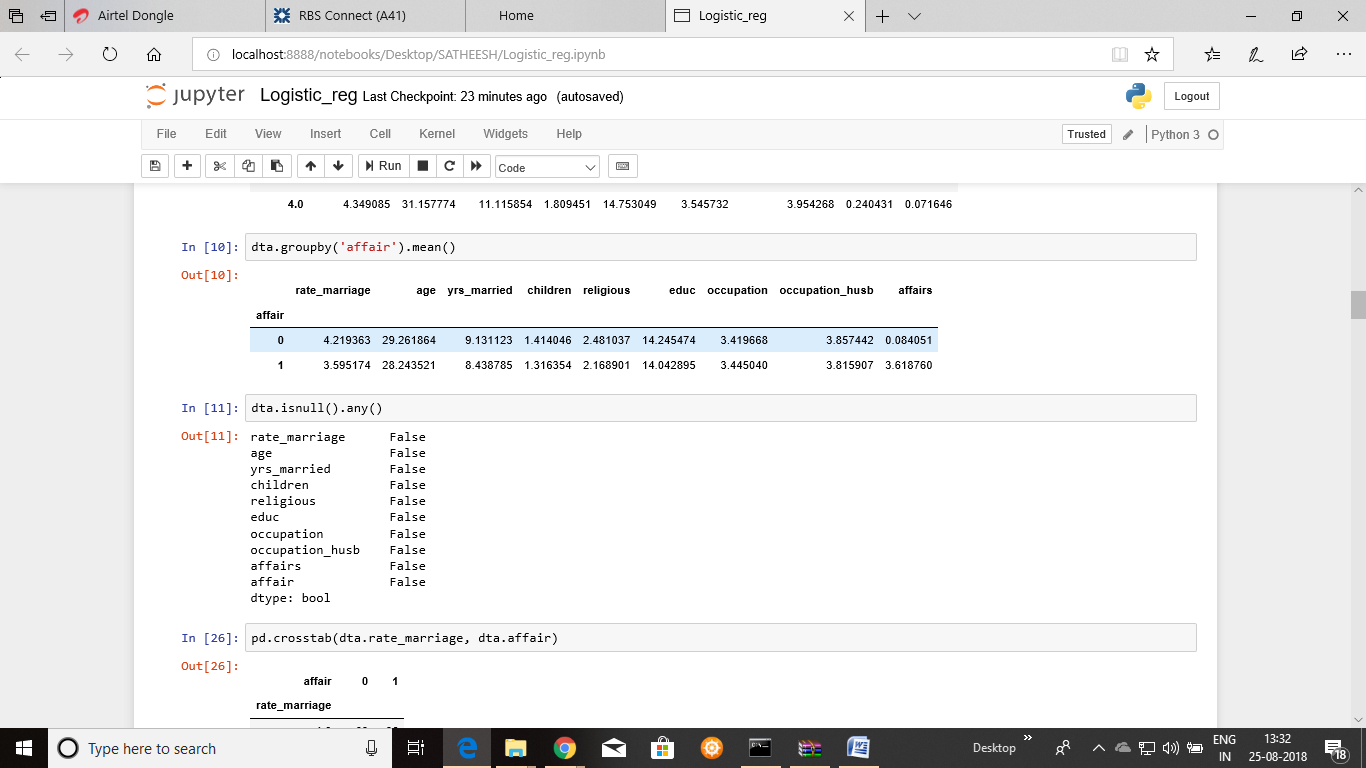 Airtel Dongle RBS Connect (A41) Home Logistic_reg
localhost:8888/notebooks/Desktop/SATHEESH/Logistic_reg.ipynb
jupyter Logistic_reg Last Checkpoint: 23 minutes ago (autosaved) Logout
File Edit View Insert Cell Kernel Widgets Help Trusted Python 3
Run Code
4.0 4.349085 31.157774 11.115854 1.809451 14.753049 3.545732 3.954268 0.240431 0.071646
In [10]: dta.groupby('affair').mean()
Out[10]:
rate_marriage age yrs_married children religious educ occupation occupation_husb affairs
affair
0 4.219363 29.261864 9.131123 1.414046 2.481037 14.245474 3.419668 3.857442 0.084051
1 3.595174 28.243521 8.438785 1.316354 2.168901 14.042895 3.445040 3.815907 3.618760
In [11]: dta.isnull().any()
Out[11]: rate_marriage False
age False
yrs_married False
children False
religious False
educ False
occupation False
occupation_husb False
affairs False
affair False
dtype: bool
In [26]: pd.crosstab(dta.rate_marriage, dta.affair)
Out[26]:
affair 0 1
rate_marriage
Type here to search Desktop ENG 13:32
IN 25-08-2018 18